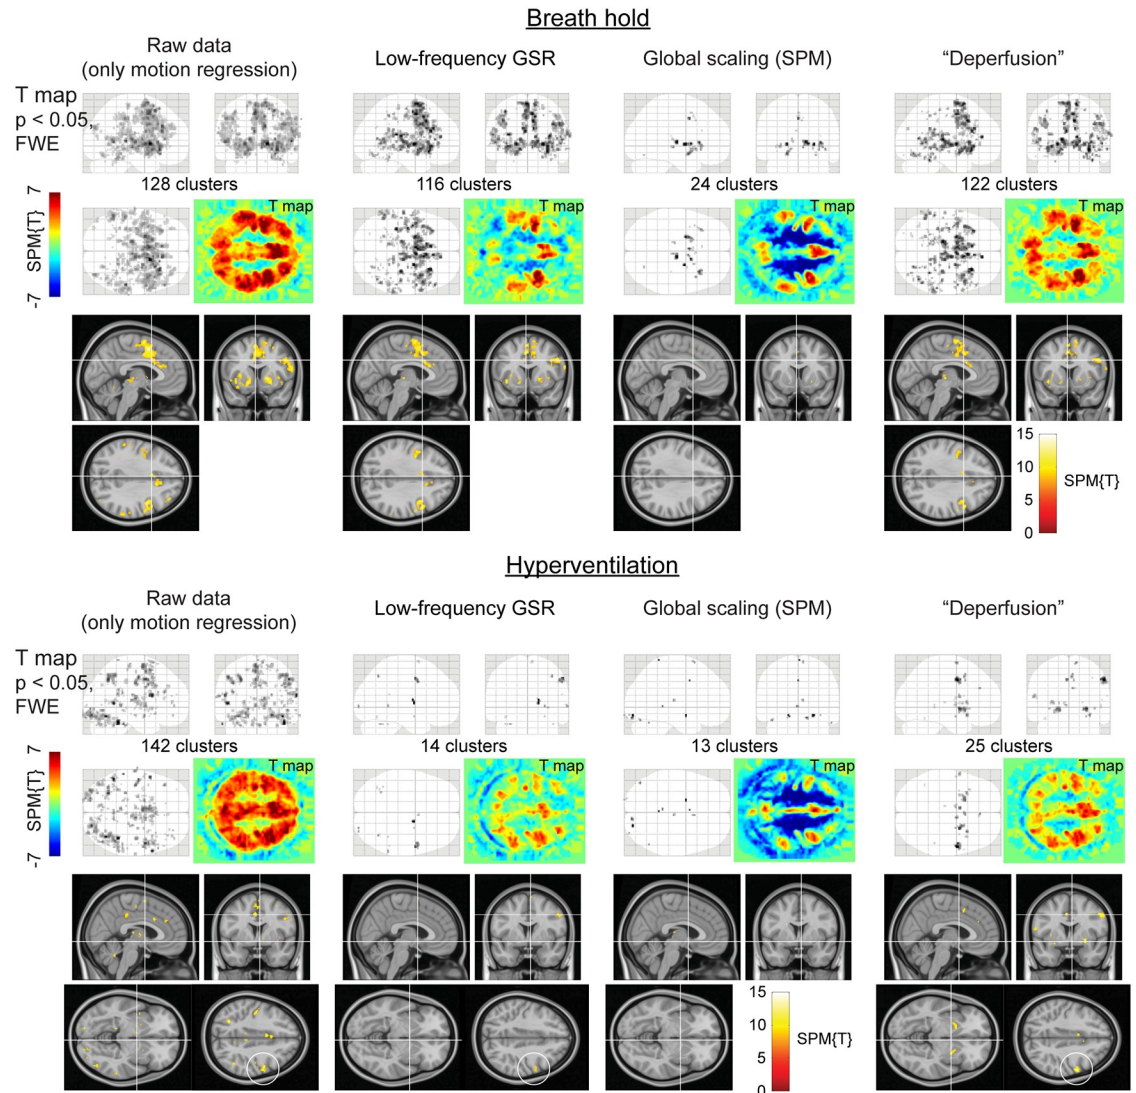 Breath hold
Raw data
(only motion regression)
Low-frequency GSR
Global scaling (SPM)
“Deperfusion”
T map
p < 0.05,
FWE
128 clusters
116 clusters
24 clusters
122 clusters
7
SPM{T}
-7
T map
T map
T map
T map
15
10
5
0
SPM{T}
Hyperventilation
Raw data
(only motion regression)
Low-frequency GSR
Global scaling (SPM)
“Deperfusion”
T map
p < 0.05,
FWE
142 clusters
14 clusters
13 clusters
25 clusters
7
SPM{T}
-7
T map
T map
T map
T map
15
10
5
0
SPM{T}